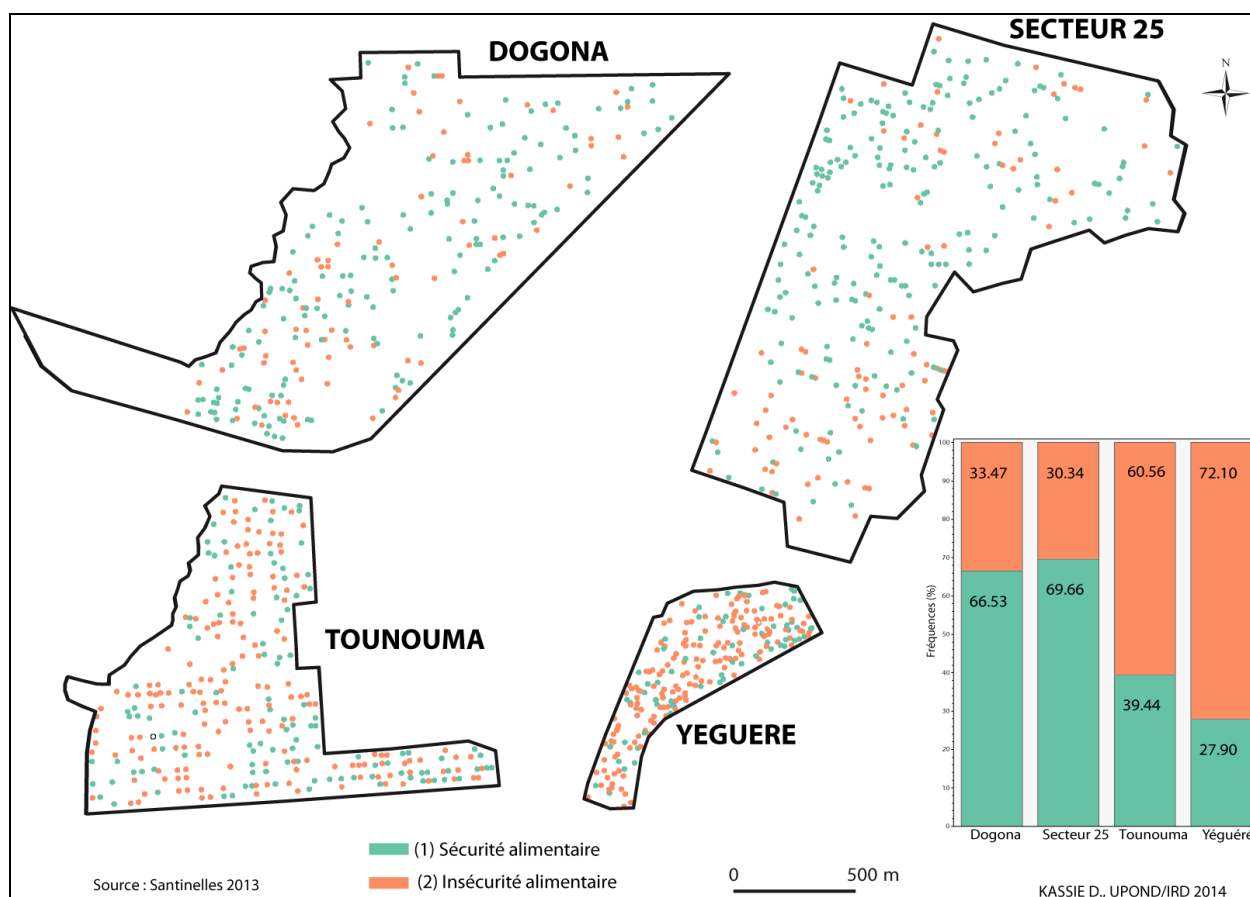 DOGONA
SECTEUR 25
N
TOUNOUMA
YEGUERE
100
90
80
70
60
50
40
30
20
10
0
Fréquences (%)
33.47
30.34
60.56
72.10
66.53
69.66
39.44
27.90
Dogona
Secteur 25
Tounouma
Yéguéré
(1) Sécurité alimentaire
(2) Insécurité alimentaire
0
500 m
Source : Santinelles 2013
KASSIE D., UPOND/IRD 2014